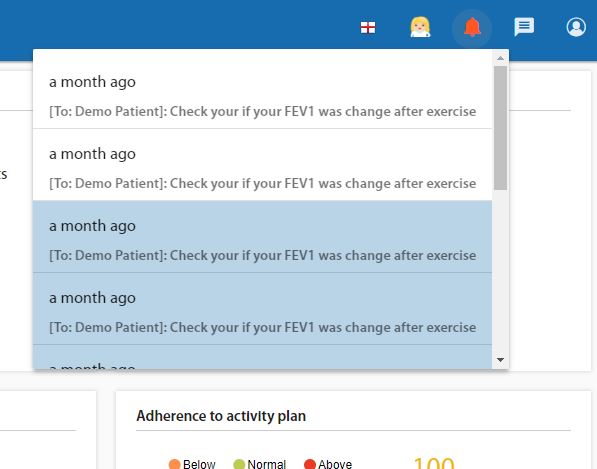 a month ago
[To: Demo Patient]: Check your if your FEV1 was change after exercise
a month ago
[To: Demo Patient]: Check your if your FEV1 was change after exercise
ts
a month ago
[To: Demo Patient]: Check your if your FEV1 was change after exercise
a month ago
[To: Demo Patient]: Check your if your FEV1 was change after exercise
a month ago
Adherence to activity plan
Below Normal Above 100